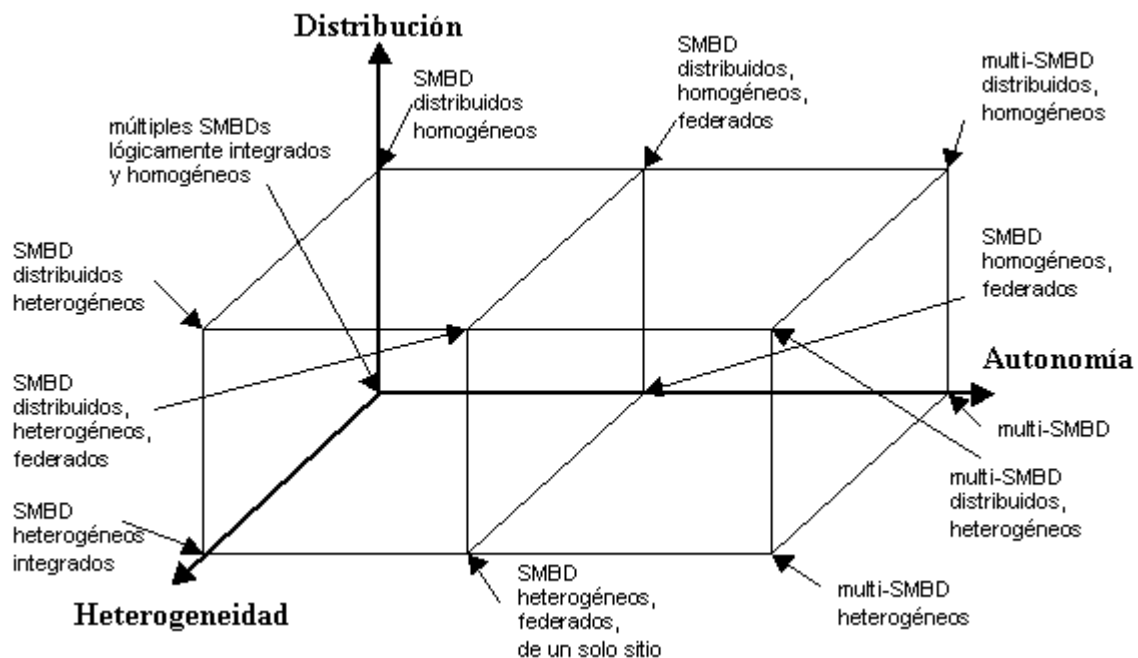 Distribución
SMBD
distribuidos
homogéneos
SMBD
distribuidos,
homogéneos,
federados
multi-SMBD
distribuidos,
homogéneos
múltiples SMBDs
lógicamente integrados
y homogéneos
SMBD
distribuidos
heterogéneos
SMBD
homogéneos,
federados
Autonomía
SMBD
distribuidos,
heterogéneos,
federados
multi-SMBD
multi-SMBD
distribuidos,
heterogéneos
SMBD
heterogéneos
integrados
Heterogeneidad
SMBD
heterogéneos,
federados,
de un solo sitio
multi-SMBD
heterogéneos